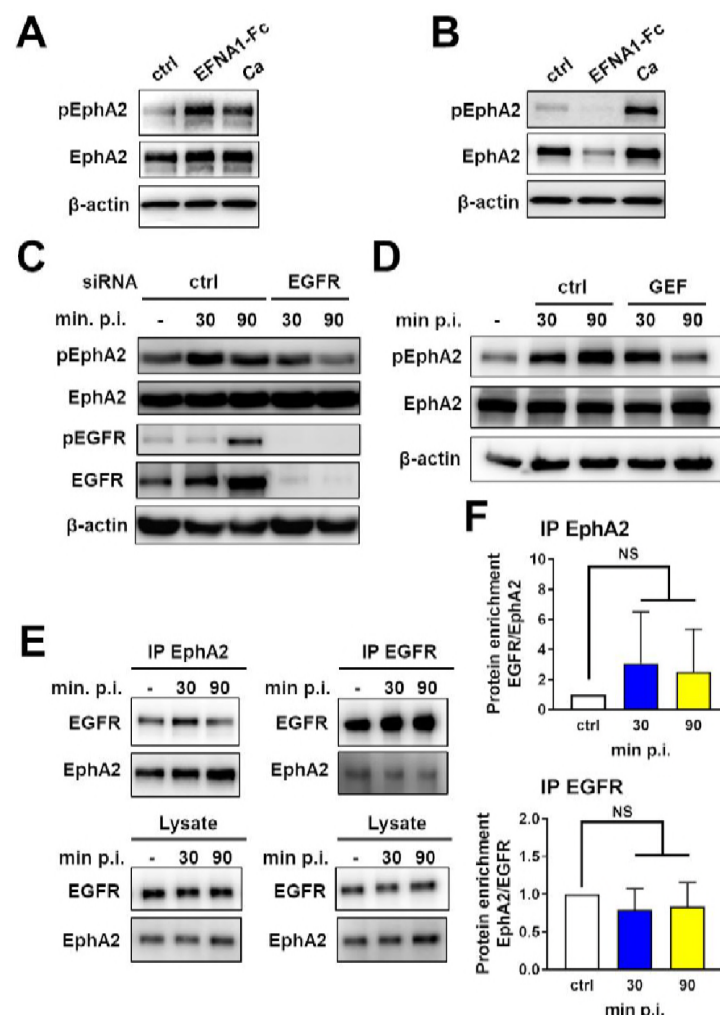 A
ctrl EFNA1-Fc Ca
pEphA2
EphA2
β-actin
B
ctrl EFNA1-Fc Ca
pEphA2
EphA2
β-actin
C
siRNA ctrl EGFR
min. p.i. - 30 90 30 90
pEphA2
EphA2
pEGFR
EGFR
β-actin
D
ctrl GEF
min p.i. - 30 90 30 90
pEphA2
EphA2
β-actin
E
IP EphA2
min. p.i. - 30 90
EGFR
EphA2
Lysate
min p.i. - 30 90
EGFR
EphA2
IP EGFR
min. p.i. - 30 90
EGFR
EphA2
Lysate
min p.i. - 30 90
EGFR
EphA2
F
IP EphA2
Protein enrichment
EGFR/EphA2
10
8
6
4
2
0
NS
ctrl 30 90
min p.i.
IP EGFR
Protein enrichment
EphA2/EGFR
2.0
1.5
1.0
0.5
0.0
NS
ctrl 30 90
min p.i.